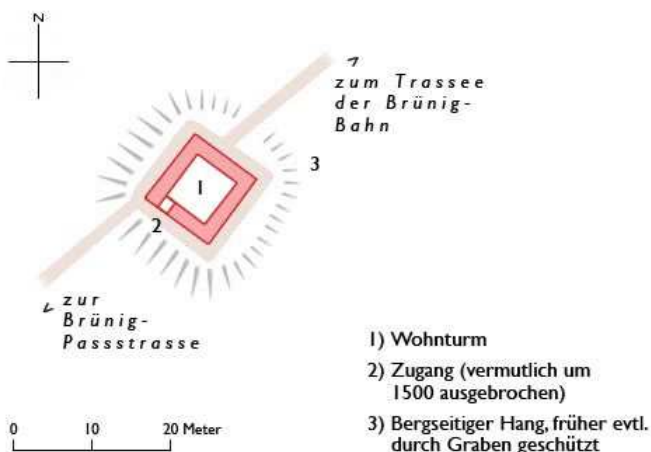 N
zum Trassee
der Brünig-
Bahn
3
1
2
zur
Brünig-
Passstrasse
1) Wohnturm
2) Zugang (vermutlich um
1500 ausgebrochen)
3) Bergseitiger Hang, früher evtl.
durch Graben geschützt
0 10 20 Meter